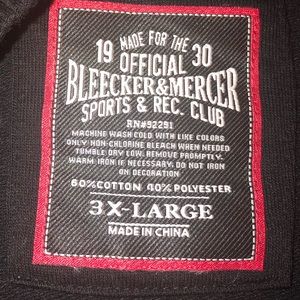 MADE FOR THE
19 OFFICIAL 30
BLEECKER&MERCER
SPORTS & REC. CLUB
RN#92291
MACHINE WASH COLD WITH LIKE COLORS
ONLY NON-CHLORINE BLEACH WHEN NEEDED
TUMBLE DRY LOW. REMOVE PROMPTLY.
WARM IRON IF NECESSARY. DO NOT IRON
ON DECORATION
60%COTTON 40% POLYESTER
3X-LARGE
MADE IN CHINA